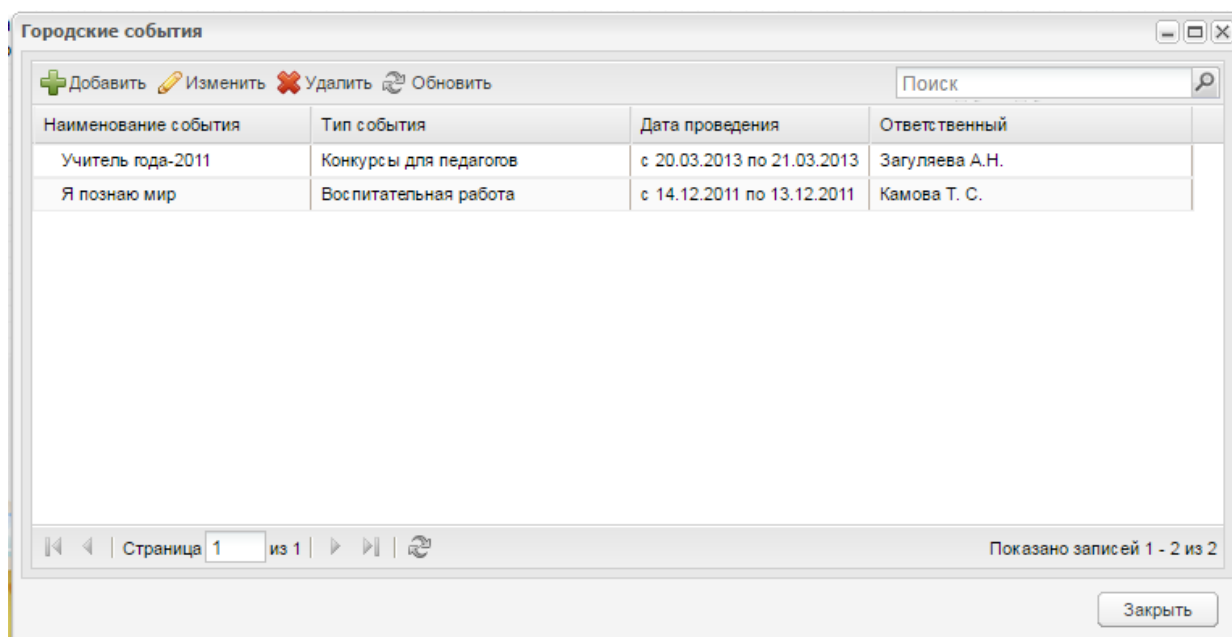 Городские события
Добавить Изменить Удалить Обновить Поиск
Наименование события Тип события Дата проведения Ответственный
Учитель года-2011 Конкурсы для педагогов с 20.03.2013 по 21.03.2013 Загуляева А.Н.
Я познаю мир Воспитательная работа с 14.12.2011 по 13.12.2011 Камова Т. С.
Страница 1 из 1 Показано записей 1 - 2 из 2
Закрыть